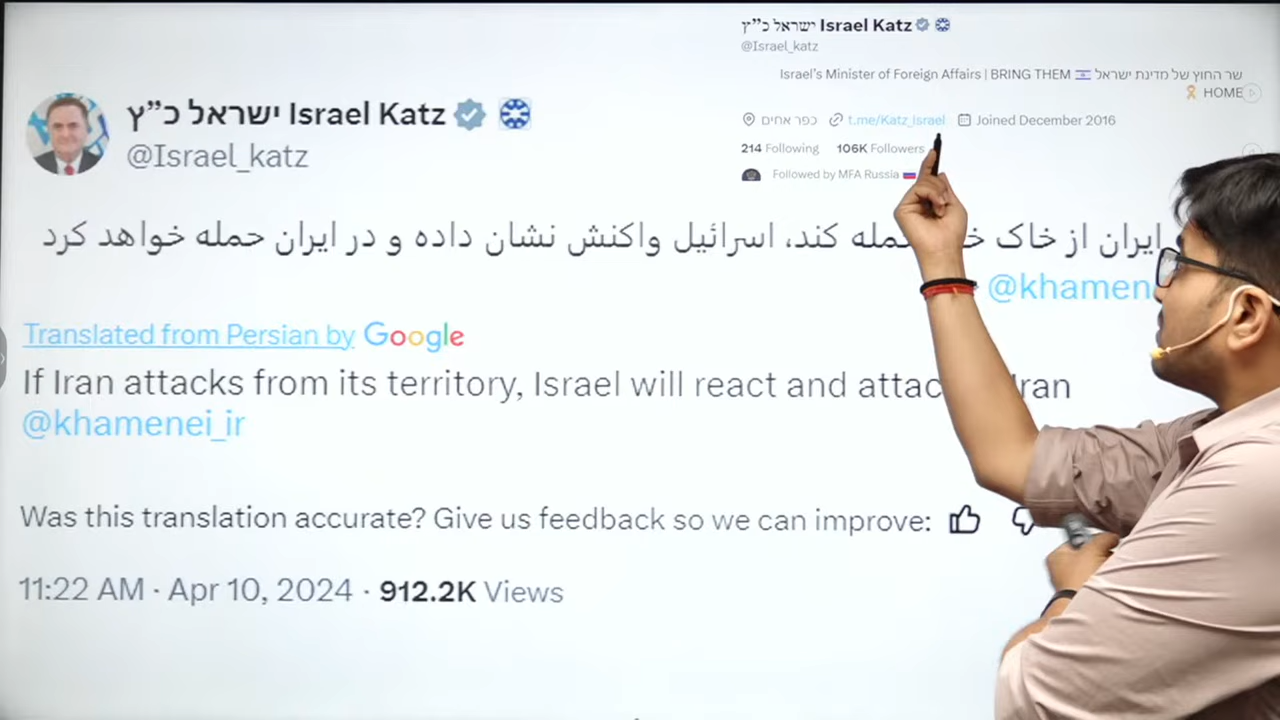 ישראל כ”ץ Israel Katz
@Israel_katz
שר החוץ של מדינת ישראל 🇮🇱 Israel's Minister of Foreign Affairs | BRING THEM
HOME 🎗
כפר אחים t.me/Katz_Israel Joined December 2016
214 Following 106K Followers
Followed by MFA Russia 🇷🇺
ישראל כ”ץ Israel Katz
@Israel_katz
ایران از خاک کند، اسرائیل واکنش نشان داده و در ایران حمله خواهد کرد
Translated from Persian by Google
If Iran attacks from its territory, Israel will react and Iran
@khamenei_ir
Was this translation accurate? Give us feedback so we can improve:
11:22 AM · Apr 10, 2024 · 912.2K Views